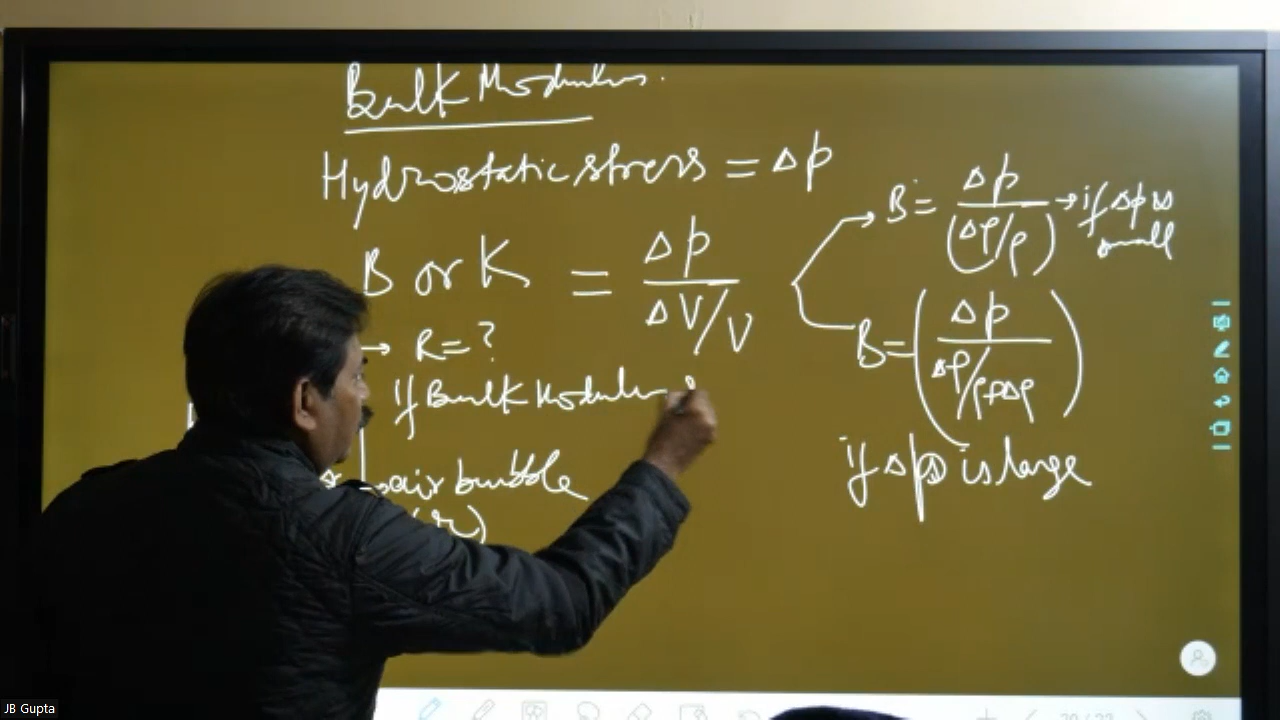 Bulk Modulus.
Hydrostatic stress = Δp
B or K = Δp / ΔV/V
B = Δp / (Δρ/ρ) → if Δp is small
B = ( Δp / Δρ/ρ+Δρ )
if Δp is large
→ R = ?
if Bulk Modulus
air bubble
(r)
JB Gupta